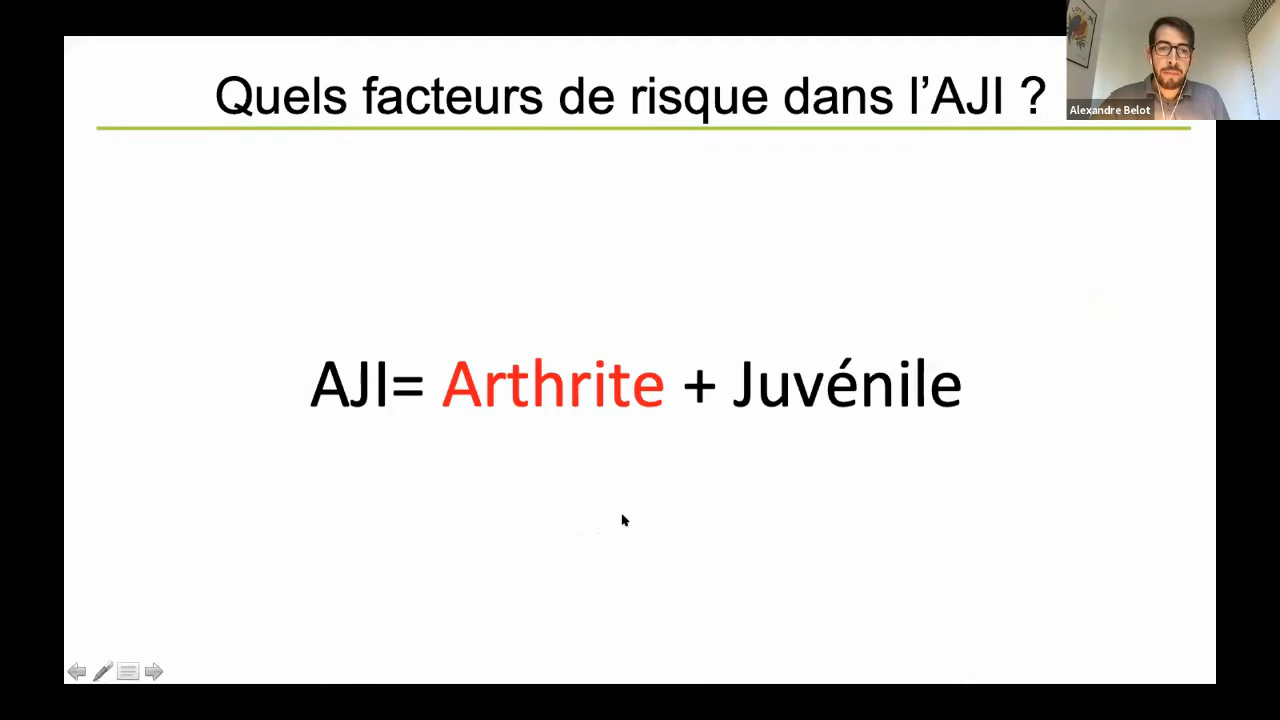 Quels facteurs de risque dans l’AJI ?
Alexandre Belot
AJI= Arthrite + Juvénile